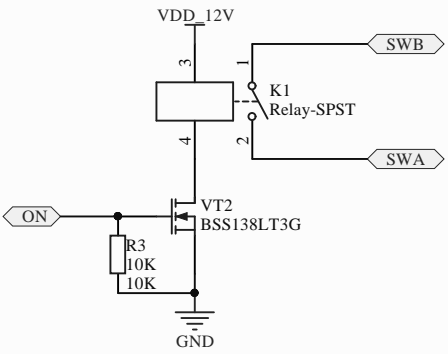 VDD_12V
3
1
SWB
K1
Relay-SPST
4
2
SWA
ON
VT2
BSS138LT3G
R3
10K
10K
GND